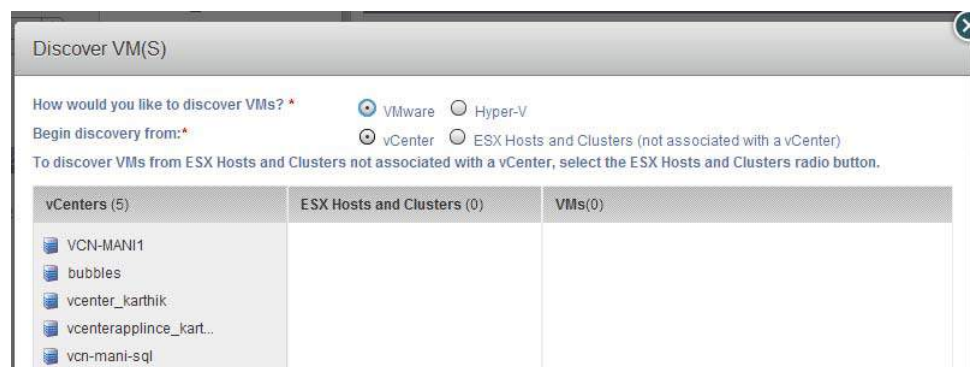 Discover VM(S)
How would you like to discover VMs? * VMware Hyper-V
Begin discovery from:* vCenter ESX Hosts and Clusters (not associated with a vCenter)
To discover VMs from ESX Hosts and Clusters not associated with a vCenter, select the ESX Hosts and Clusters radio button.
vCenters (5) ESX Hosts and Clusters (0) VMs(0)
VCN-MANI1
bubbles
vcenter_karthik
vcenterapplince_kart...
vcn-mani-sql